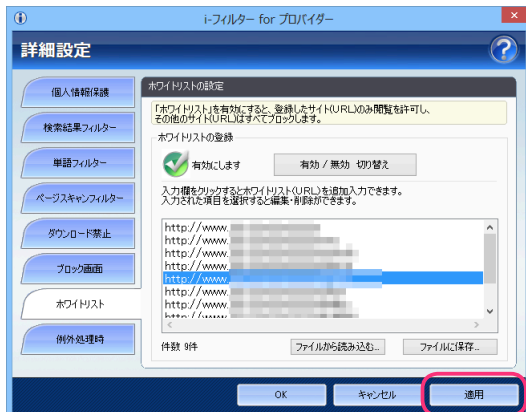 i-フィルター for プロバイダー
詳細設定
個人情報保護
検索結果フィルター
単語フィルター
ページスキャンフィルター
ダウンロード禁止
ブロック画面
ホワイトリスト
例外処理時
ホワイトリストの設定
「ホワイトリスト」を有効にすると、登録したサイト(URL)のみ閲覧を許可し、
その他のサイト(URL)はすべてブロックします。
ホワイトリストの登録
有効にします
有効 / 無効 切り替え
入力欄をクリックするとホワイトリスト(URL)を追加入力できます。
入力された項目を選択すると編集・削除ができます。
http://www.
http://www.
http://www.
http://www.
http://www.
http://www.
http://www.
http://www.
件数 9件
ファイルから読み込む...
ファイルに保存...
OK
キャンセル
適用